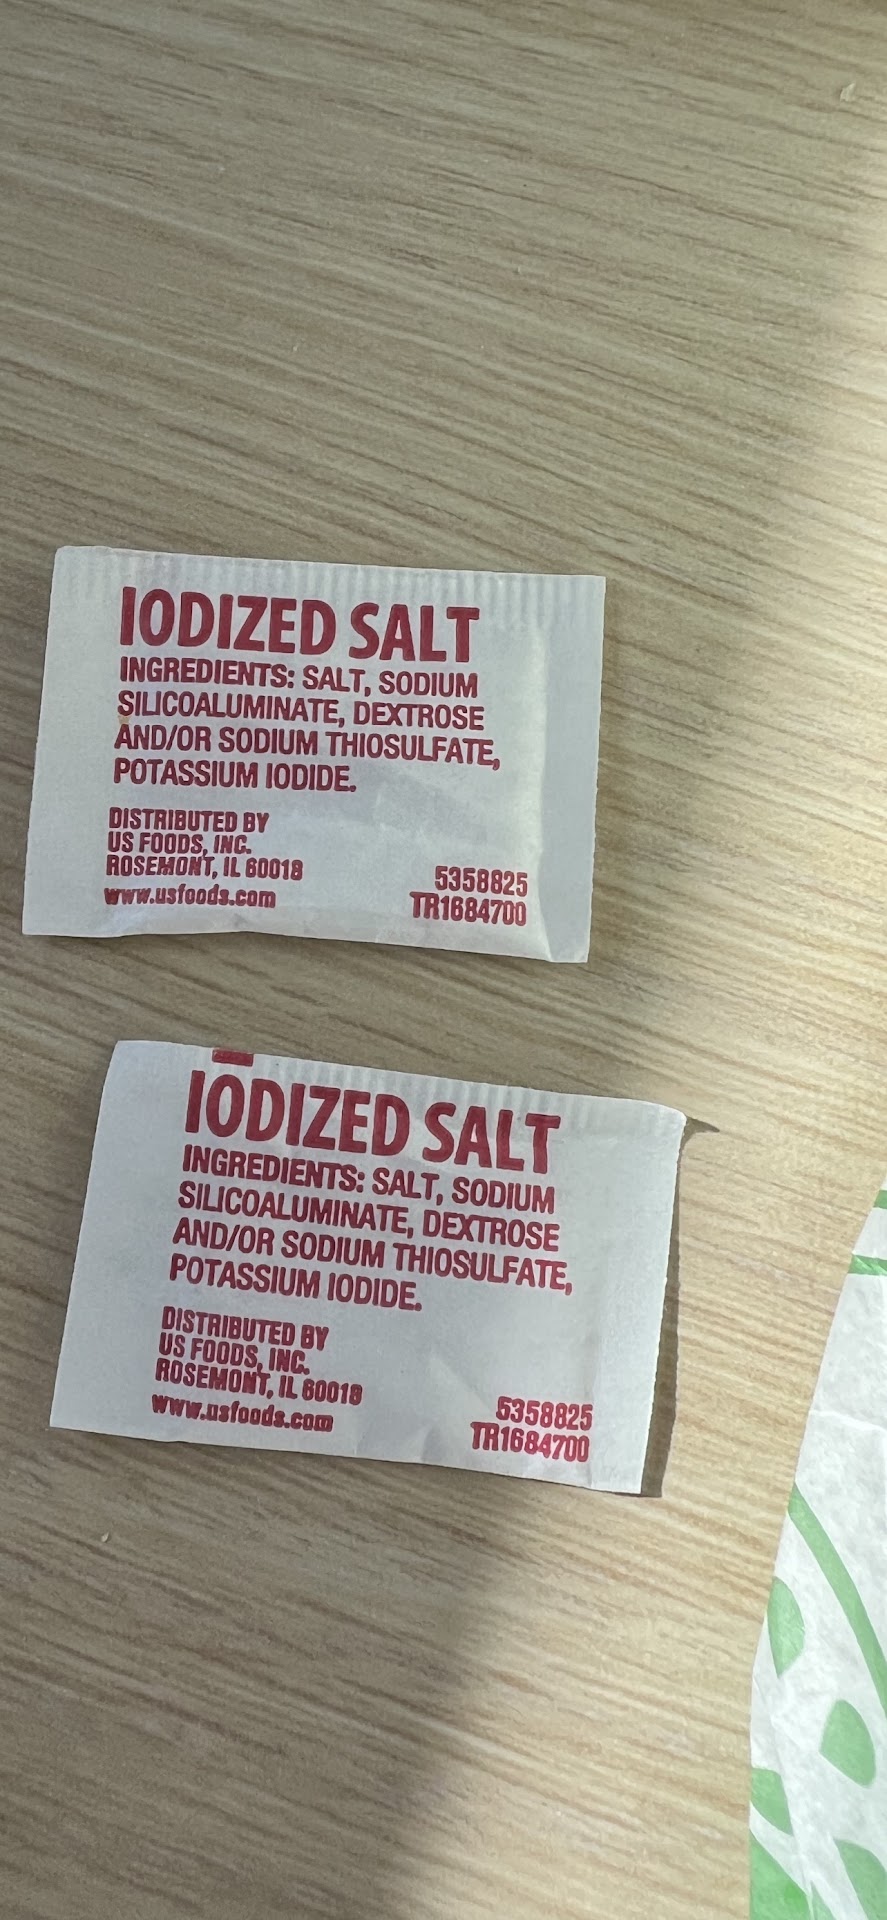 IODIZED SALT
INGREDIENTS: SALT, SODIUM
SILICOALUMINATE, DEXTROSE
AND/OR SODIUM THIOSULFATE,
POTASSIUM IODIDE.
DISTRIBUTED BY
US FOODS, INC.
ROSEMONT, IL 60018
www.usfoods.com
5358825
TR1684700
IODIZED SALT
INGREDIENTS: SALT, SODIUM
SILICOALUMINATE, DEXTROSE
AND/OR SODIUM THIOSULFATE,
POTASSIUM IODIDE.
DISTRIBUTED BY
US FOODS, INC.
ROSEMONT, IL 60018
www.usfoods.com
5358825
TR1684700